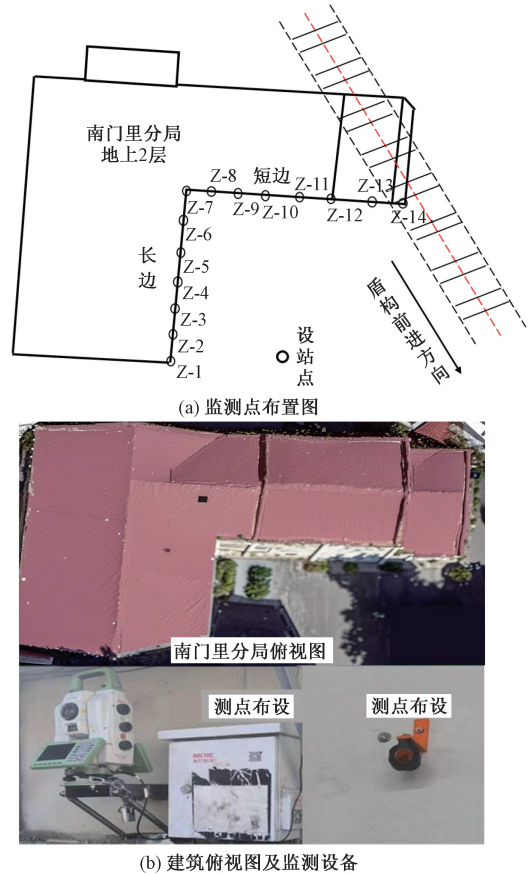 南门里分局
地上2层
Z-8
短边
Z-11
Z-13
Z-7
Z-9
Z-10
Z-12
Z-14
Z-6
长边
Z-5
Z-4
Z-3
Z-2
Z-1
设站点
盾构前进方向
(a) 监测点布置图
南门里分局俯视图
测点布设
测点布设
(b) 建筑俯视图及监测设备